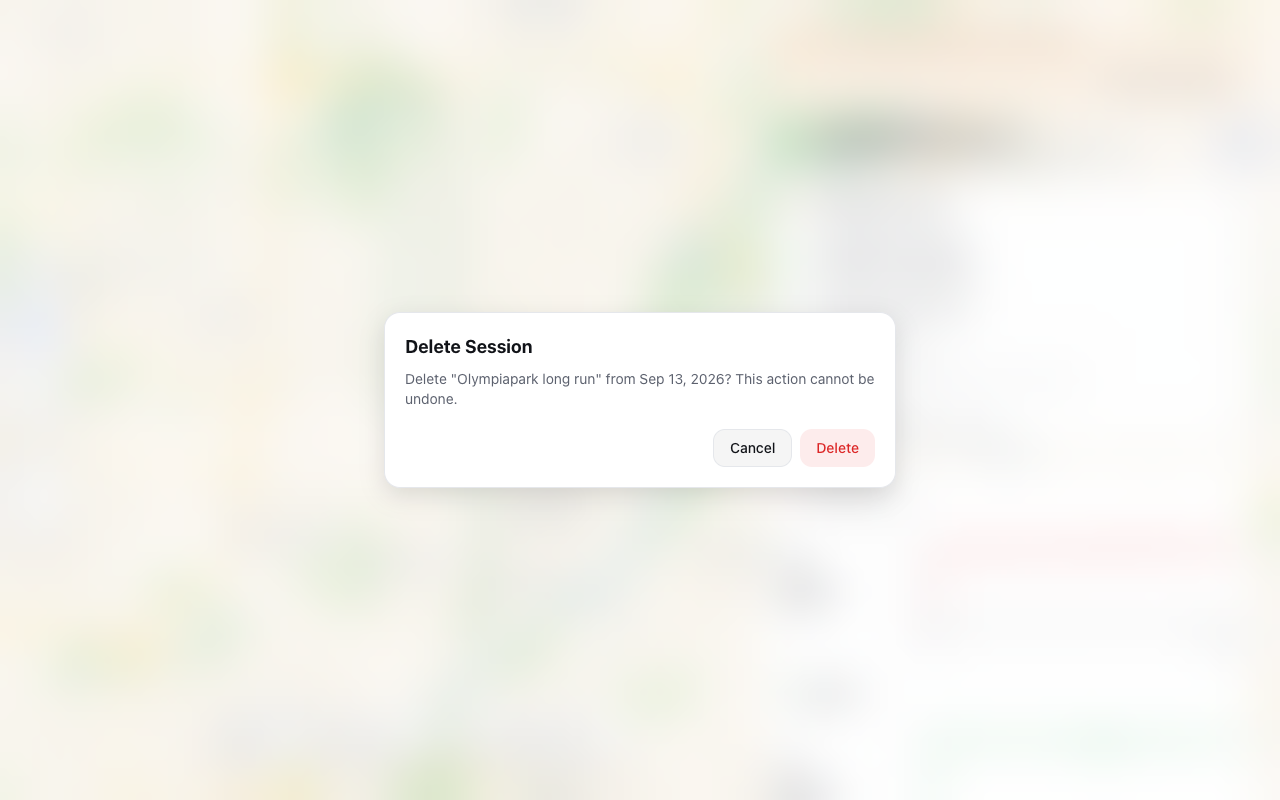 Delete Session
Delete "Olympiapark long run" from Sep 13, 2026? This action cannot be
undone.
Cancel
Delete